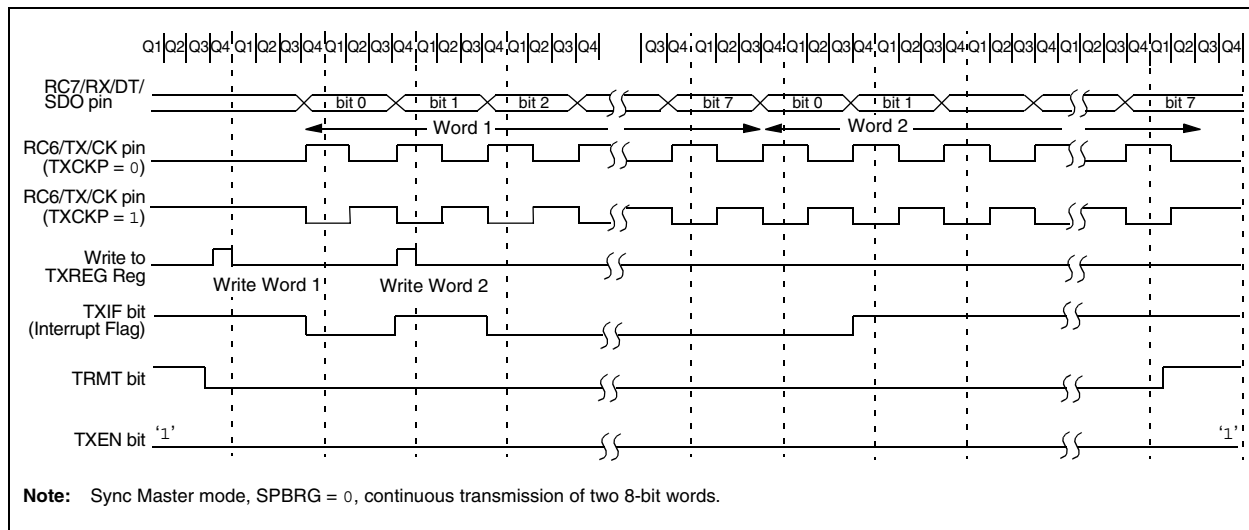 Q1 Q2 Q3 Q4 Q1 Q2 Q3 Q4 Q1 Q2 Q3 Q4 Q1 Q2 Q3 Q4 Q1 Q2 Q3 Q4 Q3 Q4 Q1 Q2 Q3 Q4 Q1 Q2 Q3 Q4 Q1 Q2 Q3 Q4 Q1 Q2 Q3 Q4 Q1 Q2 Q3 Q4 Q1 Q2 Q3 Q4
RC7/RX/DT/
SDO pin
bit 0 bit 1 bit 2 bit 7 bit 0 bit 1 bit 7
Word 1 Word 2
RC6/TX/CK pin
(TXCKP = 0)
RC6/TX/CK pin
(TXCKP = 1)
Write to
TXREG Reg
Write Word 1 Write Word 2
TXIF bit
(Interrupt Flag)
TRMT bit
TXEN bit
‘1’ ‘1’
Note: Sync Master mode, SPBRG = 0, continuous transmission of two 8-bit words.